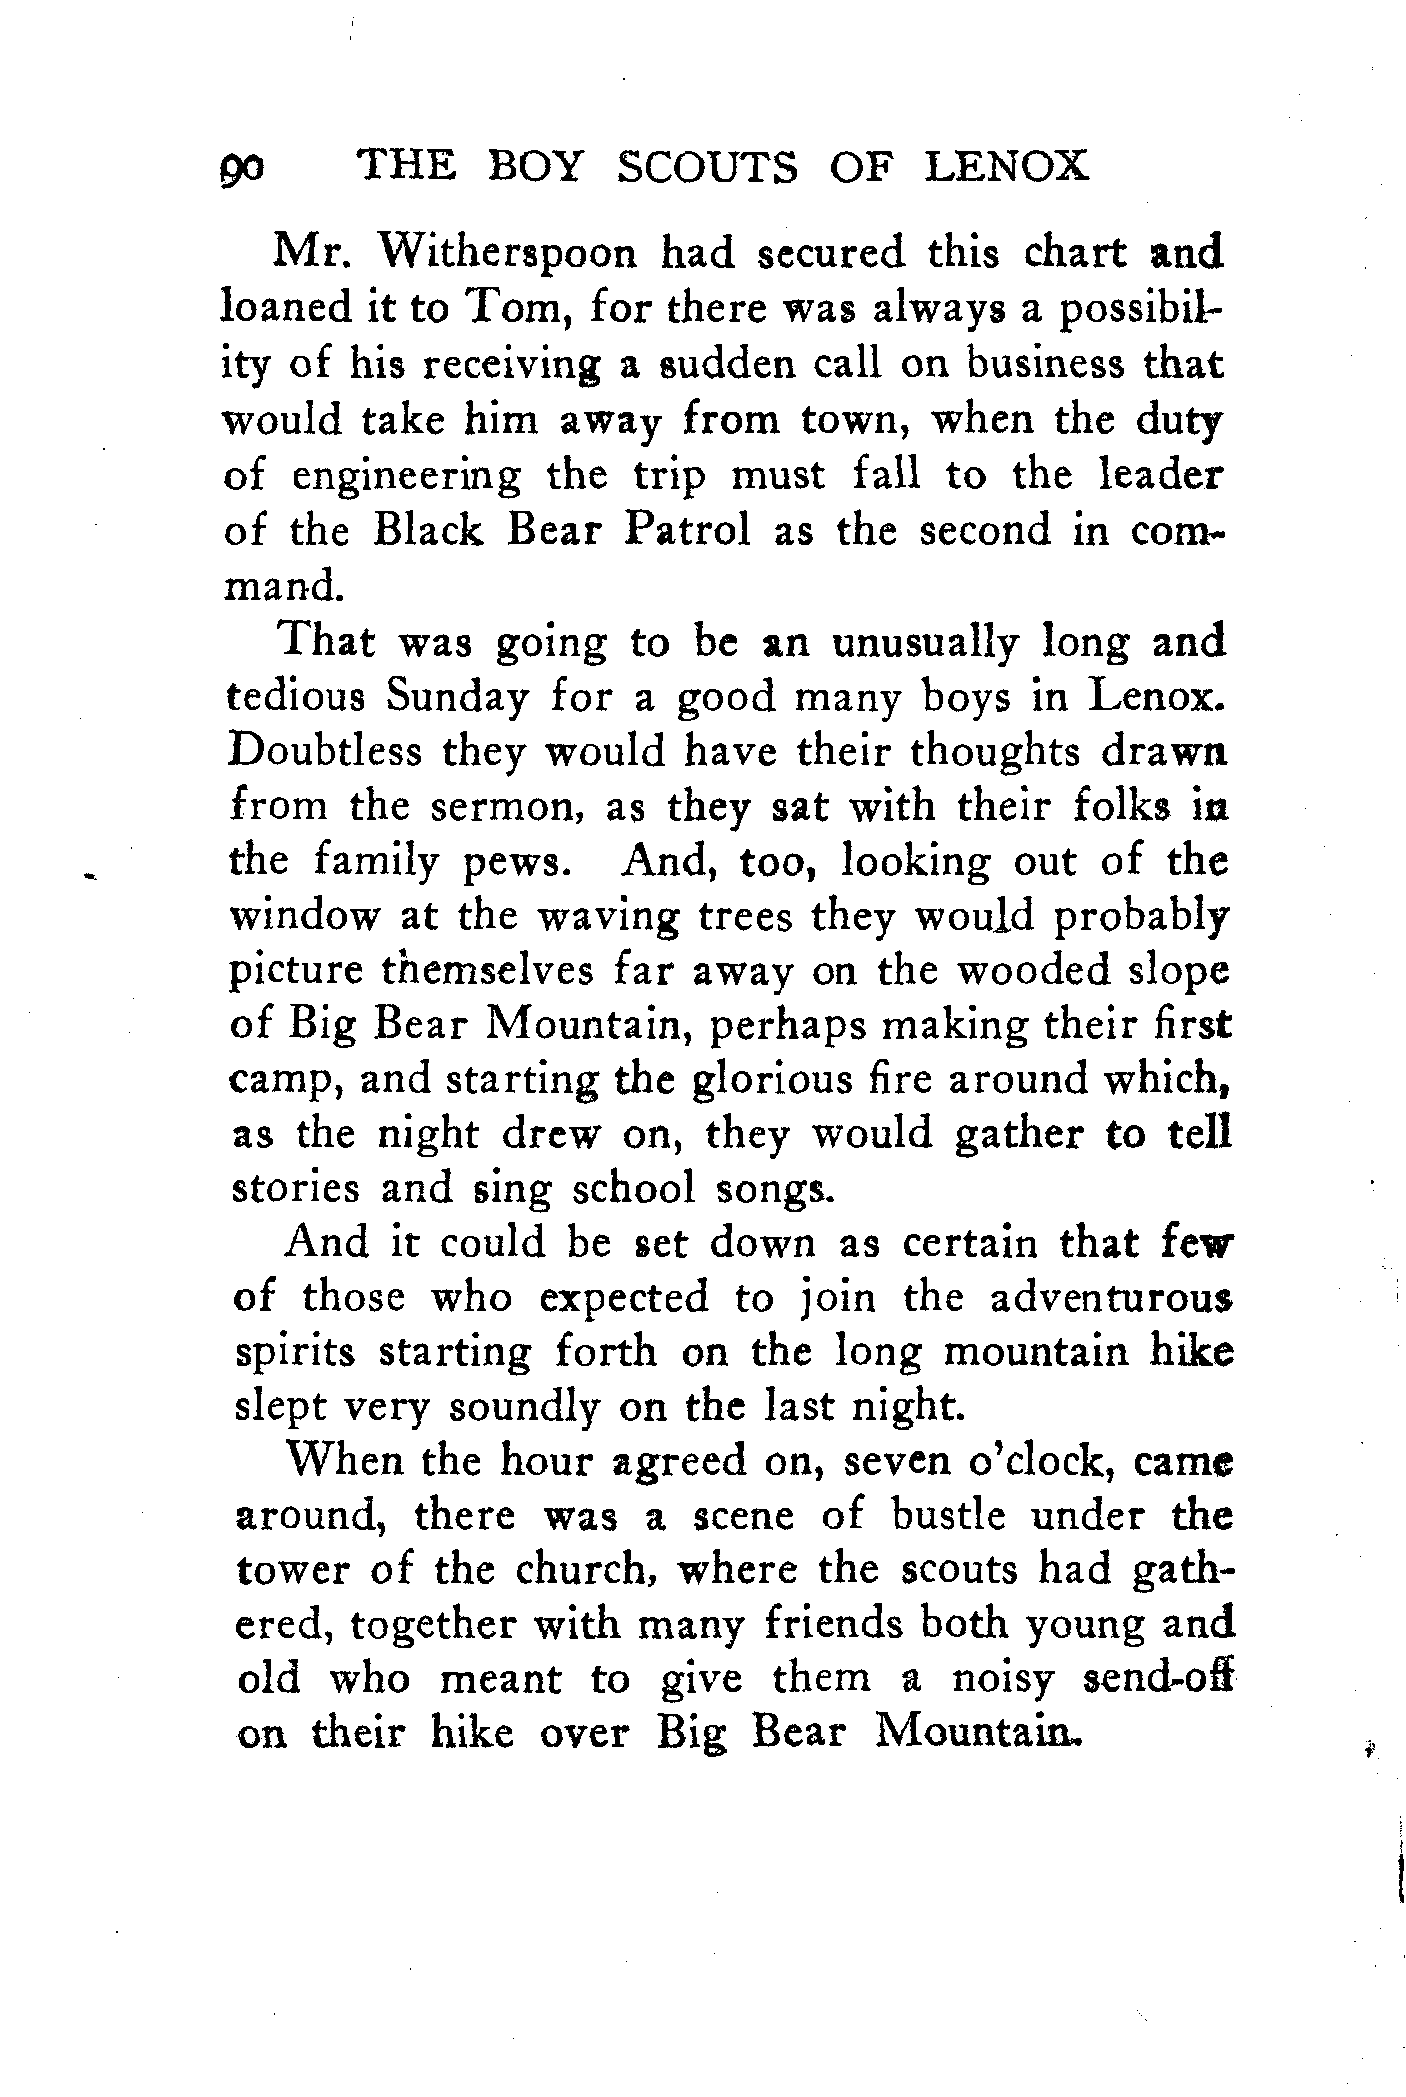 90 THE BOY SCOUTS OF LENOX
Mr. Witherspoon had secured this chart and
loaned it to Tom, for there was always a possibil-
ity of his receiving a sudden call on business that
would take him away from town, when the duty
of engineering the trip must fall to the leader
of the Black Bear Patrol as the second in com-
mand.
That was going to be an unusually long and
tedious Sunday for a good many boys in Lenox.
Doubtless they would have their thoughts drawn
from the sermon, as they sat with their folks in
the family pews. And, too, looking out of the
window at the waving trees they would probably
picture themselves far away on the wooded slope
of Big Bear Mountain, perhaps making their first
camp, and starting the glorious fire around which,
as the night drew on, they would gather to tell
stories and sing school songs.
And it could be set down as certain that few
of those who expected to join the adventurous
spirits starting forth on the long mountain hike
slept very soundly on the last night.
When the hour agreed on, seven o'clock, came
around, there was a scene of bustle under the
tower of the church, where the scouts had gath-
ered, together with many friends both young and
old who meant to give them a noisy send-off
on their hike over Big Bear Mountain.